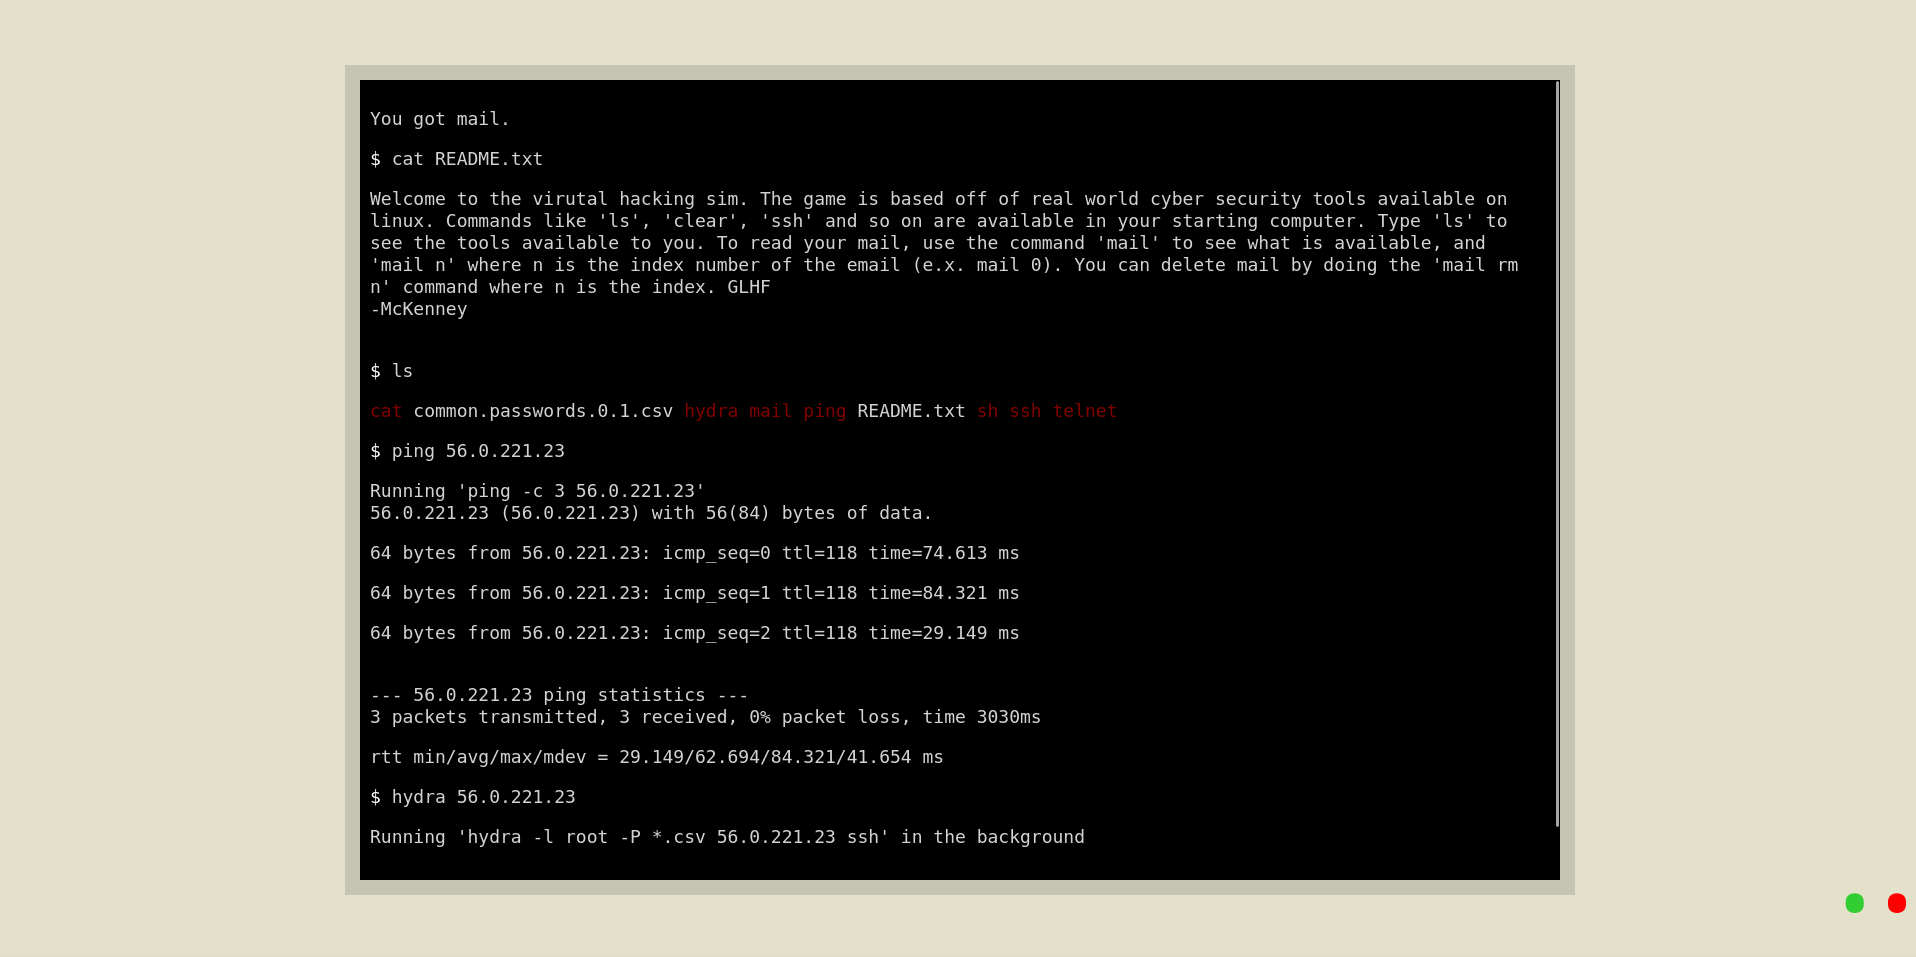 You got mail.
$ cat README.txt
Welcome to the virutal hacking sim. The game is based off of real world cyber security tools available on
linux. Commands like 'ls', 'clear', 'ssh' and so on are available in your starting computer. Type 'ls' to
see the tools available to you. To read your mail, use the command 'mail' to see what is available, and
'mail n' where n is the index number of the email (e.x. mail 0). You can delete mail by doing the 'mail rm
n' command where n is the index. GLHF
-McKenney
$ ls
cat common.passwords.0.1.csv hydra mail ping README.txt sh ssh telnet
$ ping 56.0.221.23
Running 'ping -c 3 56.0.221.23'
56.0.221.23 (56.0.221.23) with 56(84) bytes of data.
64 bytes from 56.0.221.23: icmp_seq=0 ttl=118 time=74.613 ms
64 bytes from 56.0.221.23: icmp_seq=1 ttl=118 time=84.321 ms
64 bytes from 56.0.221.23: icmp_seq=2 ttl=118 time=29.149 ms
--- 56.0.221.23 ping statistics ---
3 packets transmitted, 3 received, 0% packet loss, time 3030ms
rtt min/avg/max/mdev = 29.149/62.694/84.321/41.654 ms
$ hydra 56.0.221.23
Running 'hydra -l root -P *.csv 56.0.221.23 ssh' in the background